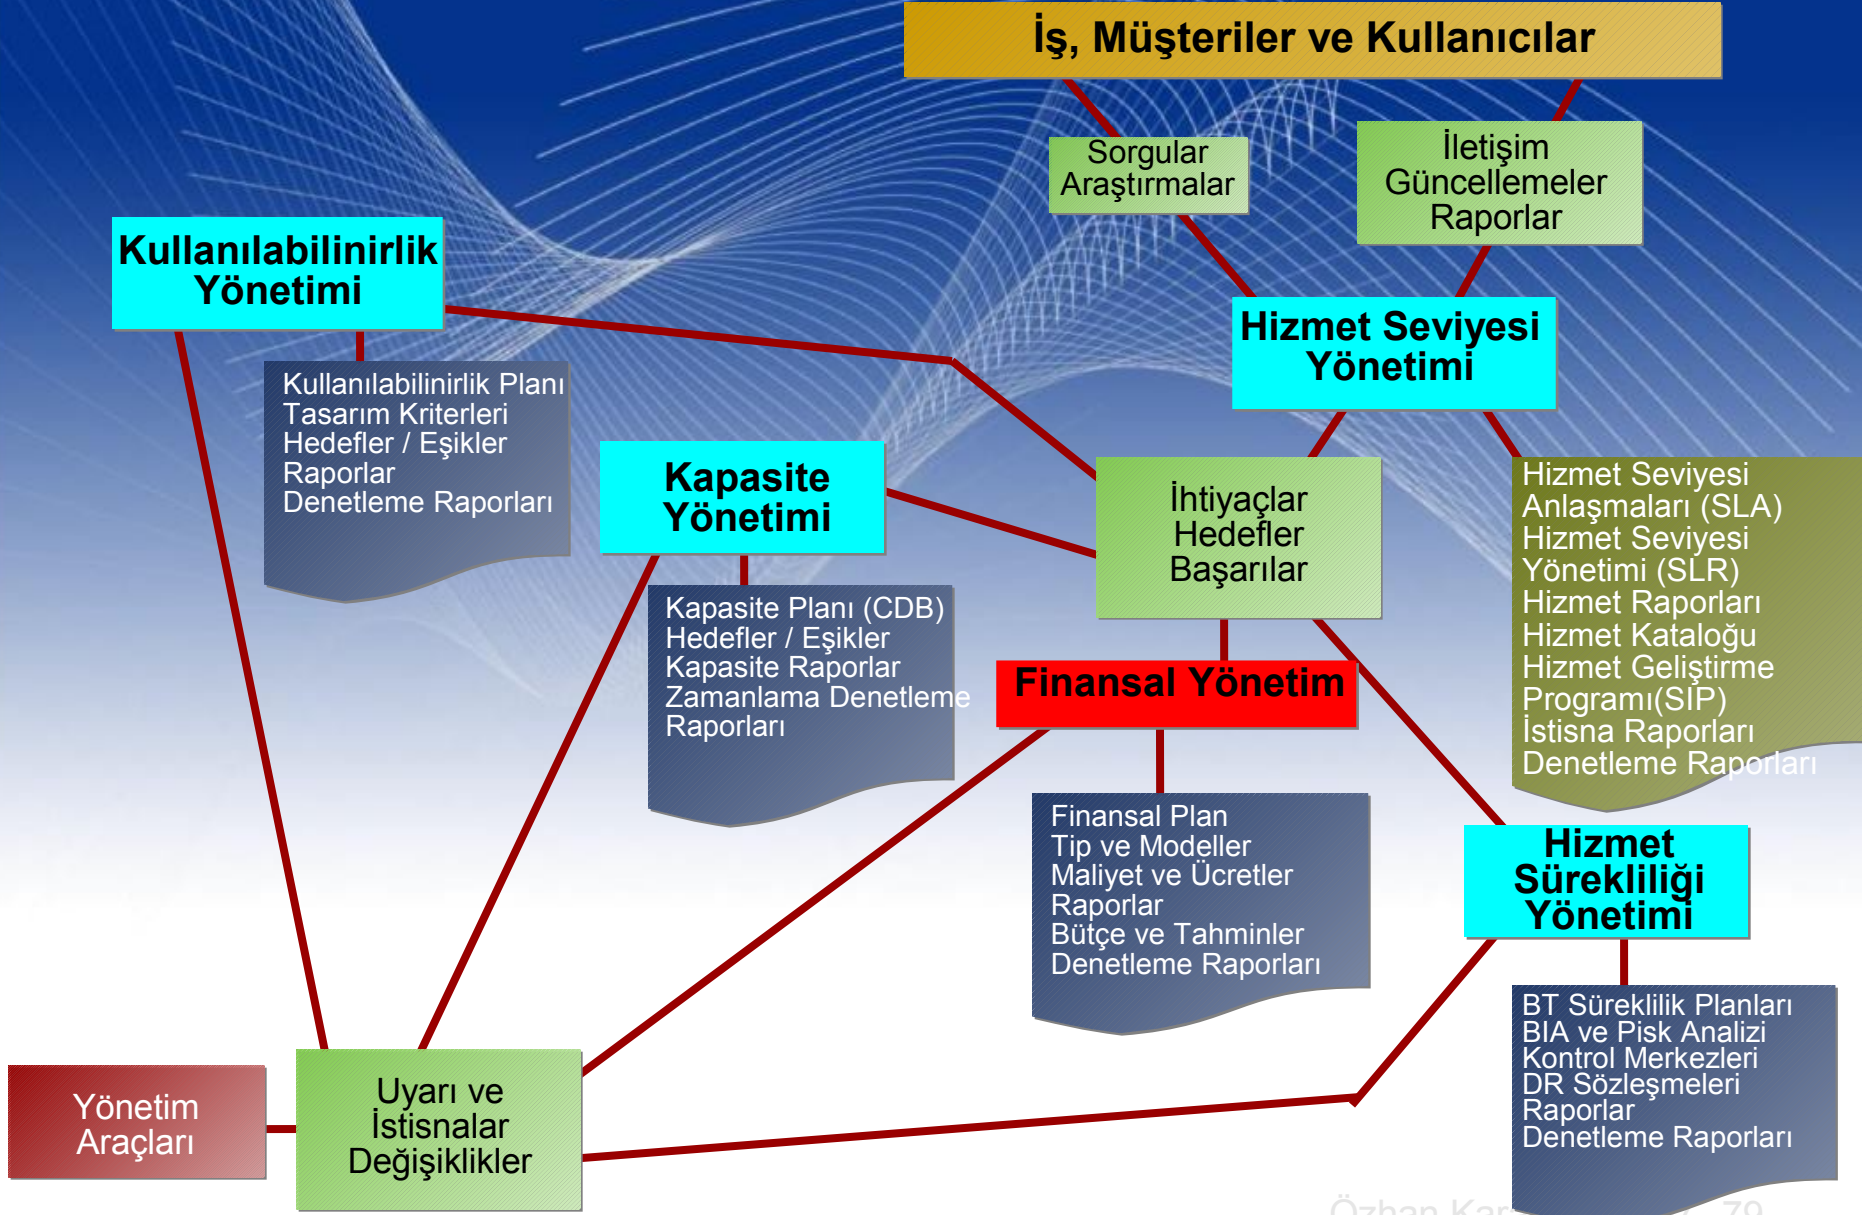 İş, Müşteriler ve Kullanıcılar
Sorgular
Araştırmalar
İletişim
Güncellemeler
Raporlar
Kullanılabilinirlik
Yönetimi
Hizmet Seviyesi
Yönetimi
Kullanılabilinirlik Planı
Tasarım Kriterleri
Hedefler / Eşikler
Raporlar
Denetleme Raporları
Kapasite
Yönetimi
İhtiyaçlar
Hedefler
Başarılar
Hizmet Seviyesi
Anlaşmaları (SLA)
Hizmet Seviyesi
Yönetimi (SLR)
Hizmet Raporları
Hizmet Kataloğu
Hizmet Geliştirme
Programı(SIP)
İstisna Raporları
Denetleme Raporları
Kapasite Planı (CDB)
Hedefler / Eşikler
Kapasite Raporlar
Zamanlama Denetleme
Raporları
Finansal Yönetim
Finansal Plan
Tip ve Modeller
Maliyet ve Ücretler
Raporlar
Bütçe ve Tahminler
Denetleme Raporları
Hizmet
Sürekliliği
Yönetimi
BT Süreklilik Planları
BIA ve Pisk Analizi
Kontrol Merkezleri
DR Sözleşmeleri
Raporlar
Denetleme Raporları
Yönetim
Araçları
Uyarı ve
İstisnalar
Değişiklikler
Özhan 79